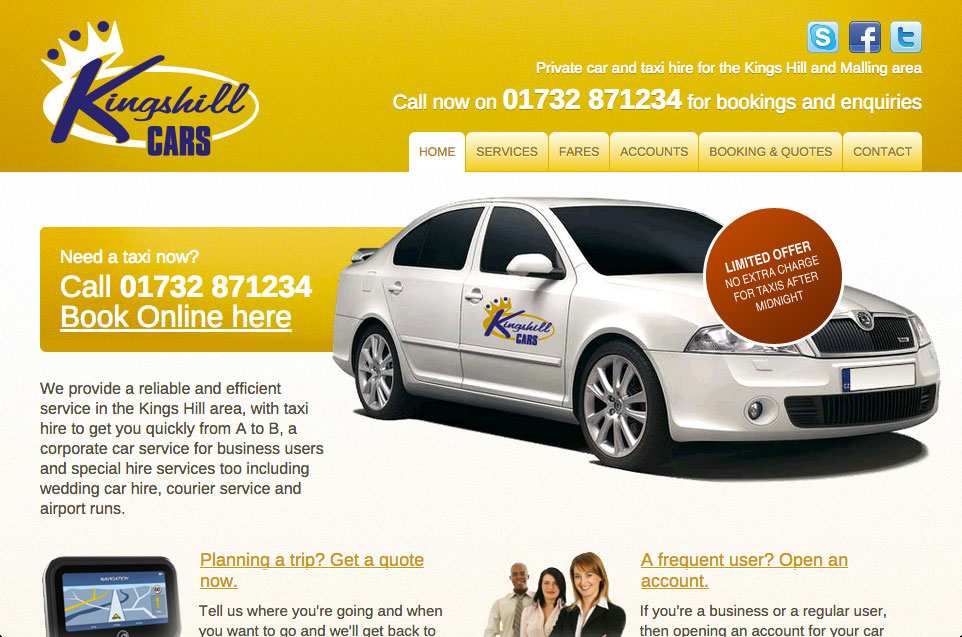 Kingshill
CARS
Private car and taxi hire for the Kings Hill and Malling area
Call now on 01732 871234 for bookings and enquiries
HOME
SERVICES
FARES
ACCOUNTS
BOOKING & QUOTES
CONTACT
Need a taxi now?
Call 01732 871234
Book Online here
LIMITED OFFER
NO EXTRA CHARGE
FOR TAXIS AFTER
MIDNIGHT
Kingshill
CARS
CZ
We provide a reliable and efficient
service in the Kings Hill area, with taxi
hire to get you quickly from A to B, a
corporate car service for business users
and special hire services too including
wedding car hire, courier service and
airport runs.
NAVIGATION
Planning a trip? Get a quote
now.
Tell us where you're going and when
you want to go and we'll get back to
A frequent user? Open an
account.
If you're a business or a regular user,
then opening an account for your car